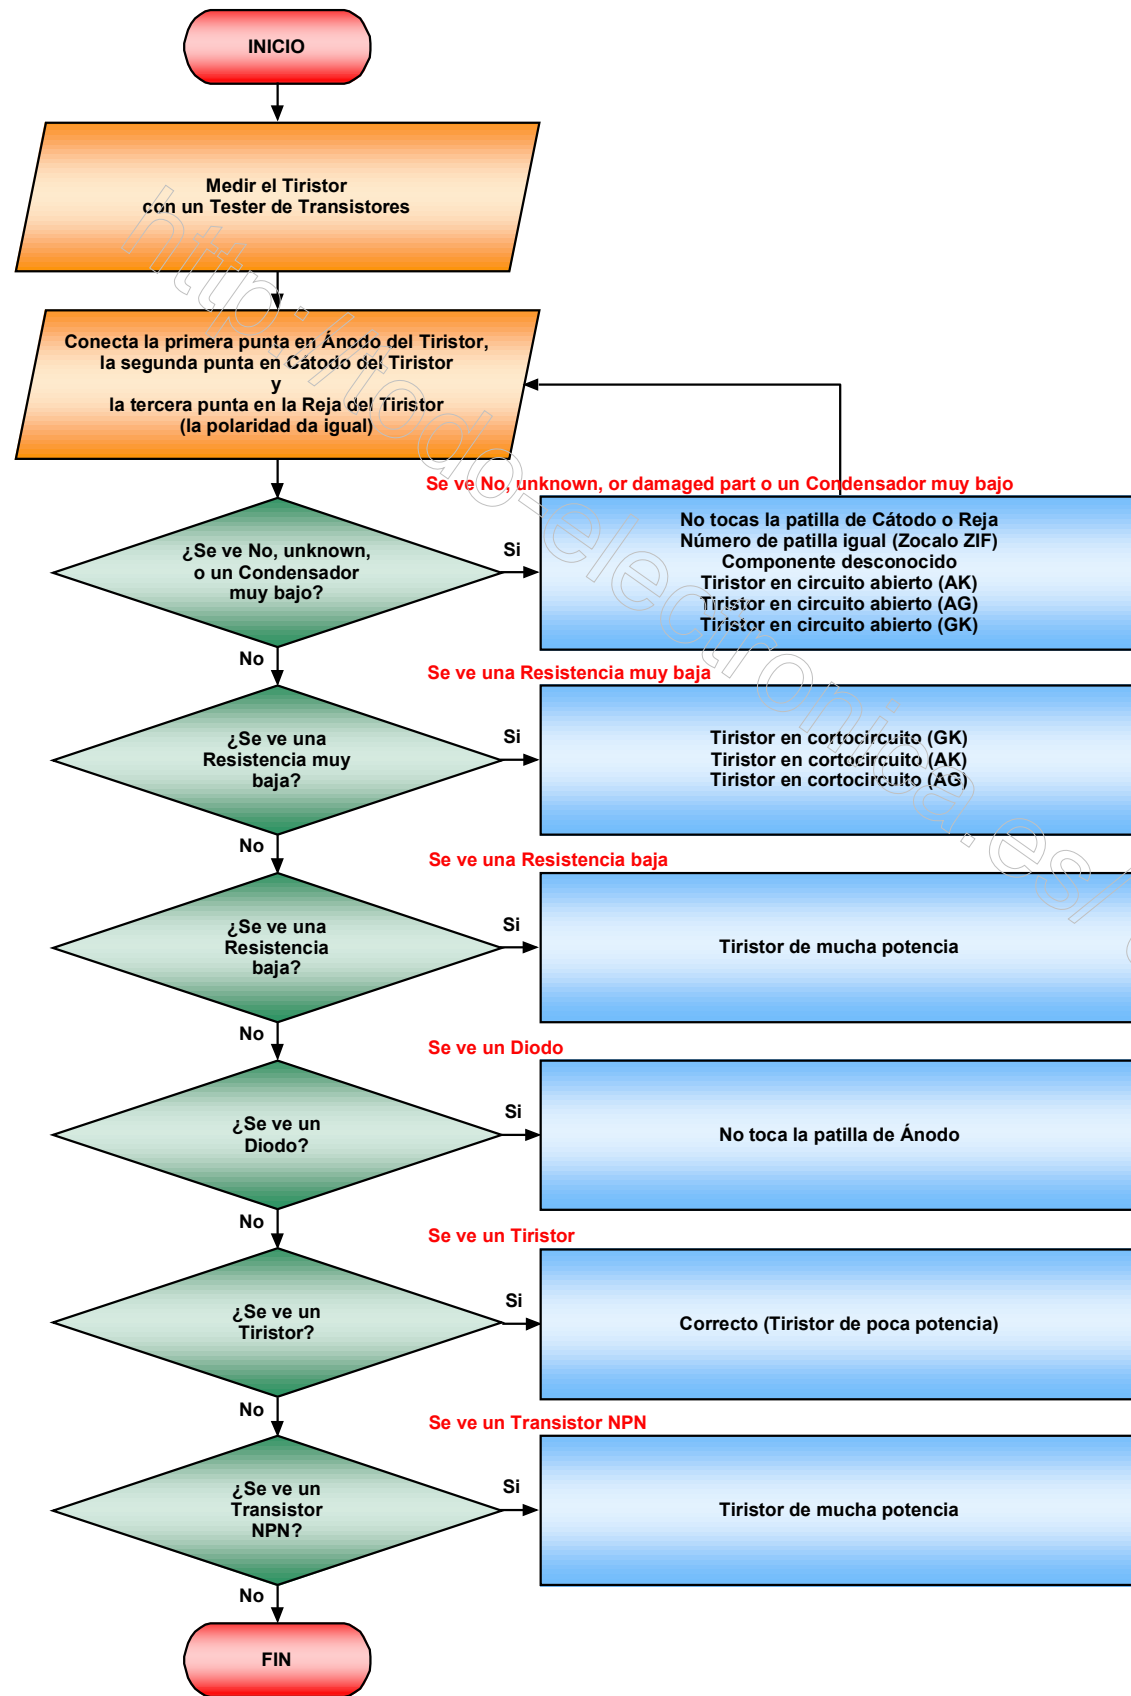 INICIO
Medir el Tiristor
con un Tester de Transistores
Conecta la primera punta en Ánodo del Tiristor,
la segunda punta en Cátodo del Tiristor
y
la tercera punta en la Reja del Tiristor
(la polaridad da igual)
Se ve No, unknown, or damaged part o un Condensador muy bajo
¿Se ve No, unknown,
o un Condensador
muy bajo?
Si
No tocas la patilla de Cátodo o Reja
Número de patilla igual (Zocalo ZIF)
Componente desconocido
Tiristor en circuito abierto (AK)
Tiristor en circuito abierto (AG)
Tiristor en circuito abierto (GK)
No
Se ve una Resistencia muy baja
¿Se ve una
Resistencia muy
baja?
Si
Tiristor en cortocircuito (GK)
Tiristor en cortocircuito (AK)
Tiristor en cortocircuito (AG)
No
Se ve una Resistencia baja
¿Se ve una
Resistencia
baja?
Si
Tiristor de mucha potencia
No
Se ve un Diodo
¿Se ve un
Diodo?
Si
No toca la patilla de Ánodo
No
Se ve un Tiristor
¿Se ve un
Tiristor?
Si
Correcto (Tiristor de poca potencia)
No
Se ve un Transistor NPN
¿Se ve un
Transistor
NPN?
Si
Tiristor de mucha potencia
No
FIN
http://todo-electronica.es/